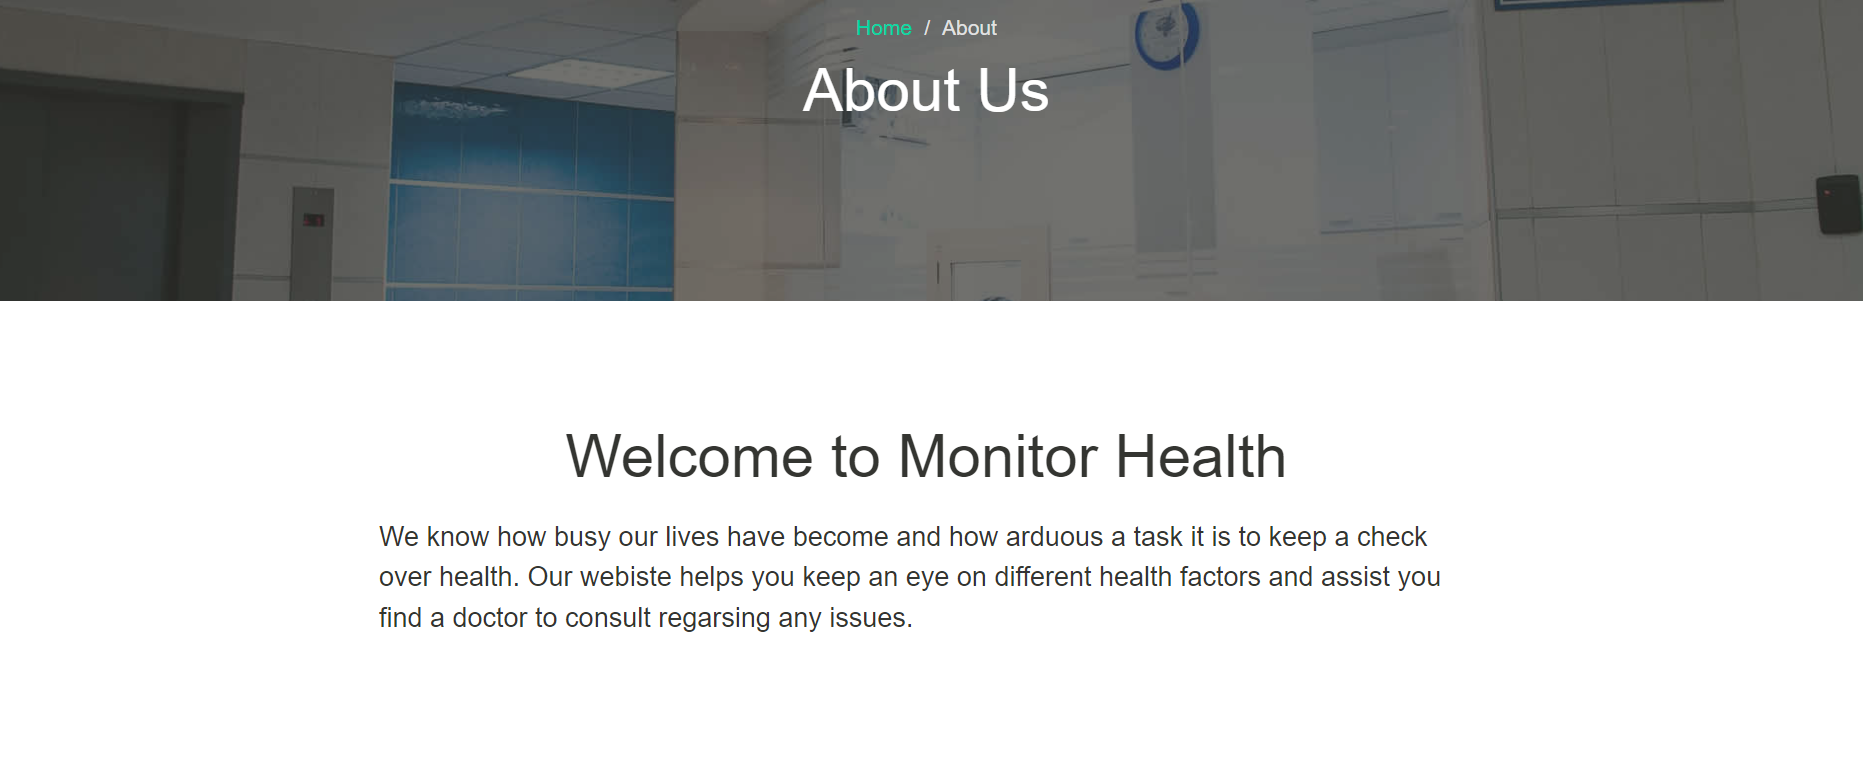 Home / About
About Us
Welcome to Monitor Health
We know how busy our lives have become and how arduous a task it is to keep a check
over health. Our webiste helps you keep an eye on different health factors and assist you
find a doctor to consult regarsing any issues.